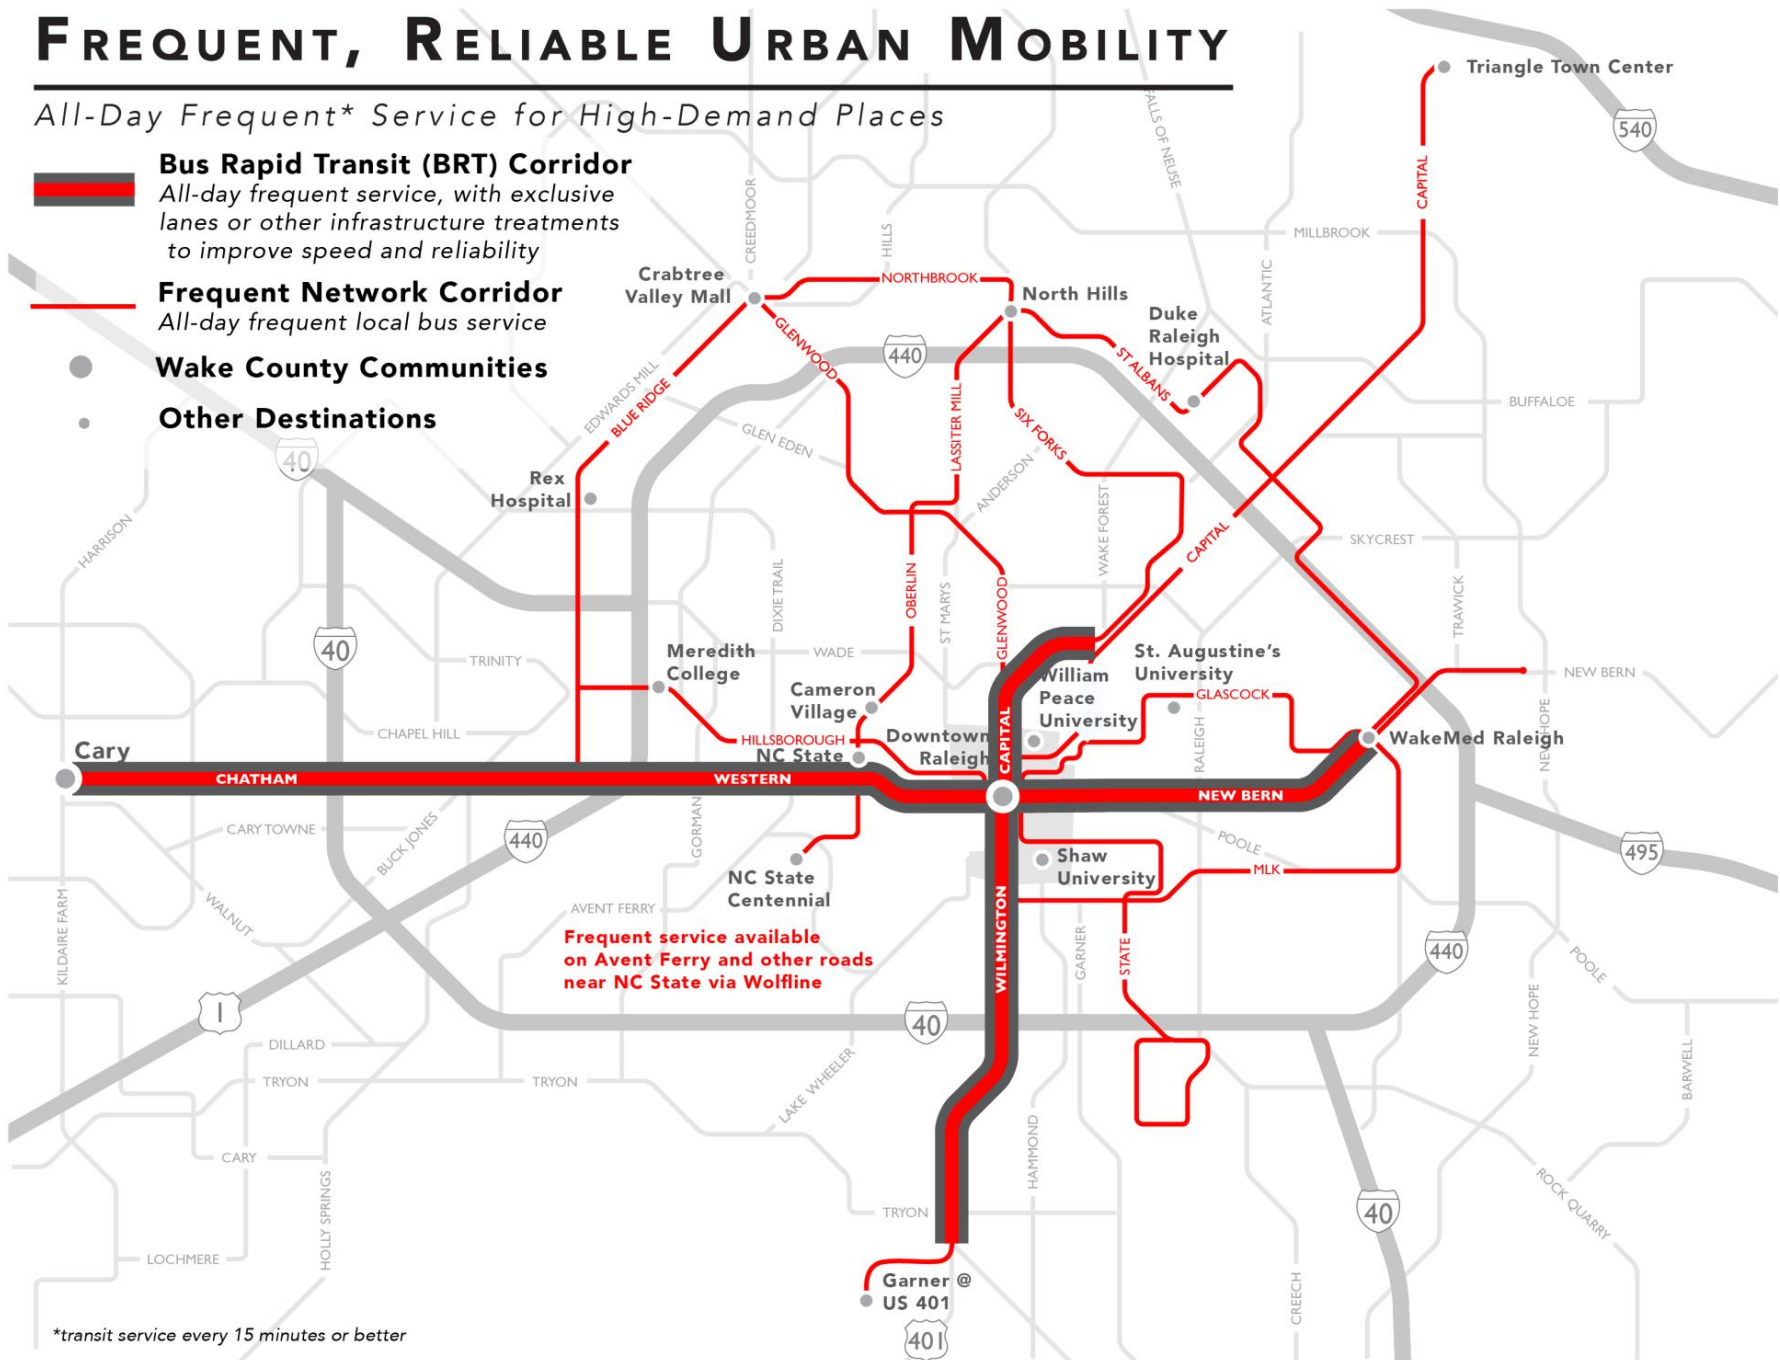 FREQUENT, RELIABLE URBAN MOBILITY
All-Day Frequent* Service for High-Demand Places
Bus Rapid Transit (BRT) Corridor
All-day frequent service, with exclusive
lanes or other infrastructure treatments
to improve speed and reliability
Frequent Network Corridor
All-day frequent local bus service
Wake County Communities
Other Destinations
Triangle Town Center
540
FALLS OF NEUSE
CAPITAL
CREEDMOOR
HILLS
MILLBROOK
ATLANTIC
Crabtree
Valley Mall
NORTHBROOK
North Hills
Duke
Raleigh
Hospital
GLENWOOD
440
ST ALBANS
EDWARDS MILL
BLUE RIDGE
LASSITER MILL
SIX FORKS
BUFFALOE
GLEN EDEN
40
Rex
Hospital
ANDERSON
HARRISON
WAKE FOREST
CAPITAL
SKYCREST
DIXIE TRAIL
OBERLIN
ST MARYS
GLENWOOD
TRAWICK
40
TRINITY
Meredith
College
WADE
St. Augustine's
University
William
Peace
University
NEW BERN
GLASCOCK
Cameron
Village
CHAPEL HILL
HILLSBOROUGH
Downtown
Raleigh
CAPITAL
RALEIGH
NEW HOPE
WakeMed Raleigh
Cary
NC State
CHATHAM
WESTERN
NEW BERN
CARY TOWNE
BUCK JONES
440
GORMAN
POOLE
495
NC State
Centennial
Shaw
University
MLK
KILDAIRE FARM
WALNUT
AVENT FERRY
WILMINGTON
GARNER
STATE
440
POOLE
Frequent service available
on Avent Ferry and other roads
near NC State via Wolfline
1
40
DILLARD
NEW HOPE
BARWELL
TRYON
TRYON
LAKE WHEELER
HAMMOND
CARY
HOLLY SPRINGS
ROCK QUARRY
40
TRYON
LOCHMERE
CREECH
Garner @
US 401
401
*transit service every 15 minutes or better